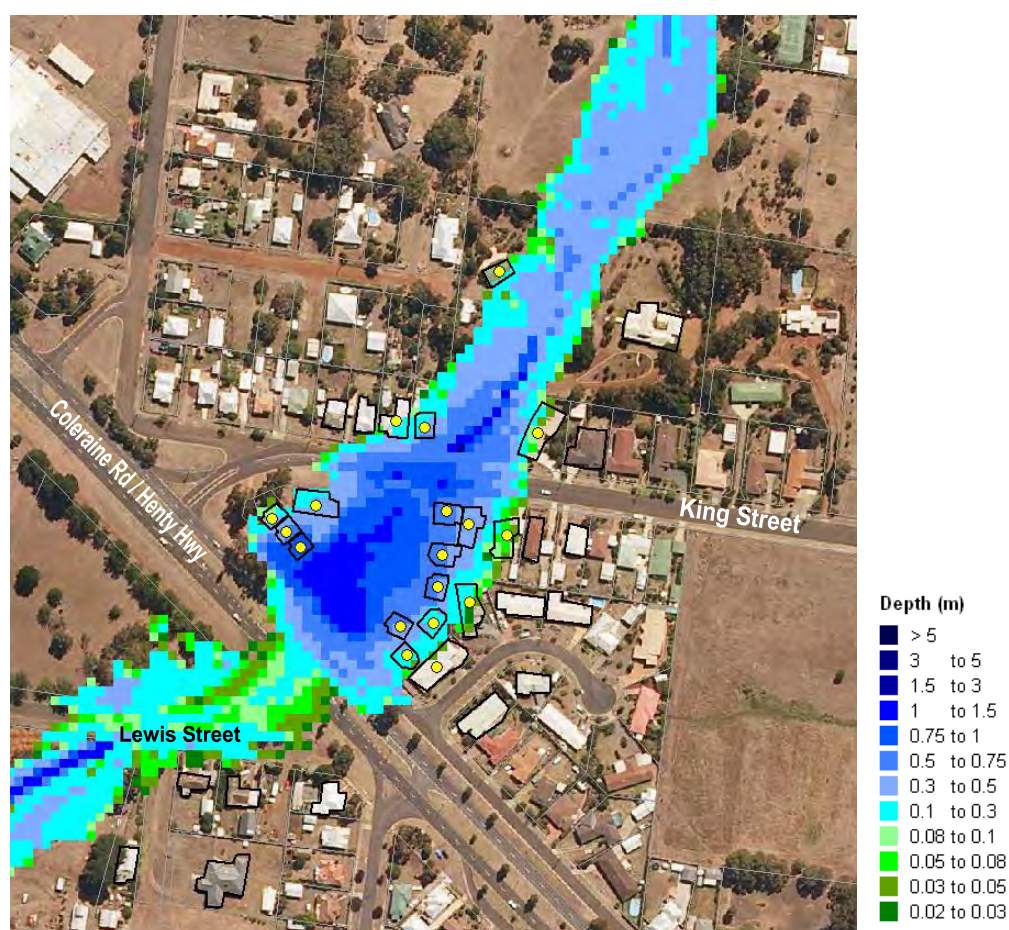 Coleraine Rd / Henty Hwy
King Street
Lewis Street
Depth (m)
> 5
3 to 5
1.5 to 3
1 to 1.5
0.75 to 1
0.5 to 0.75
0.3 to 0.5
0.1 to 0.3
0.08 to 0.1
0.05 to 0.08
0.03 to 0.05
0.02 to 0.03